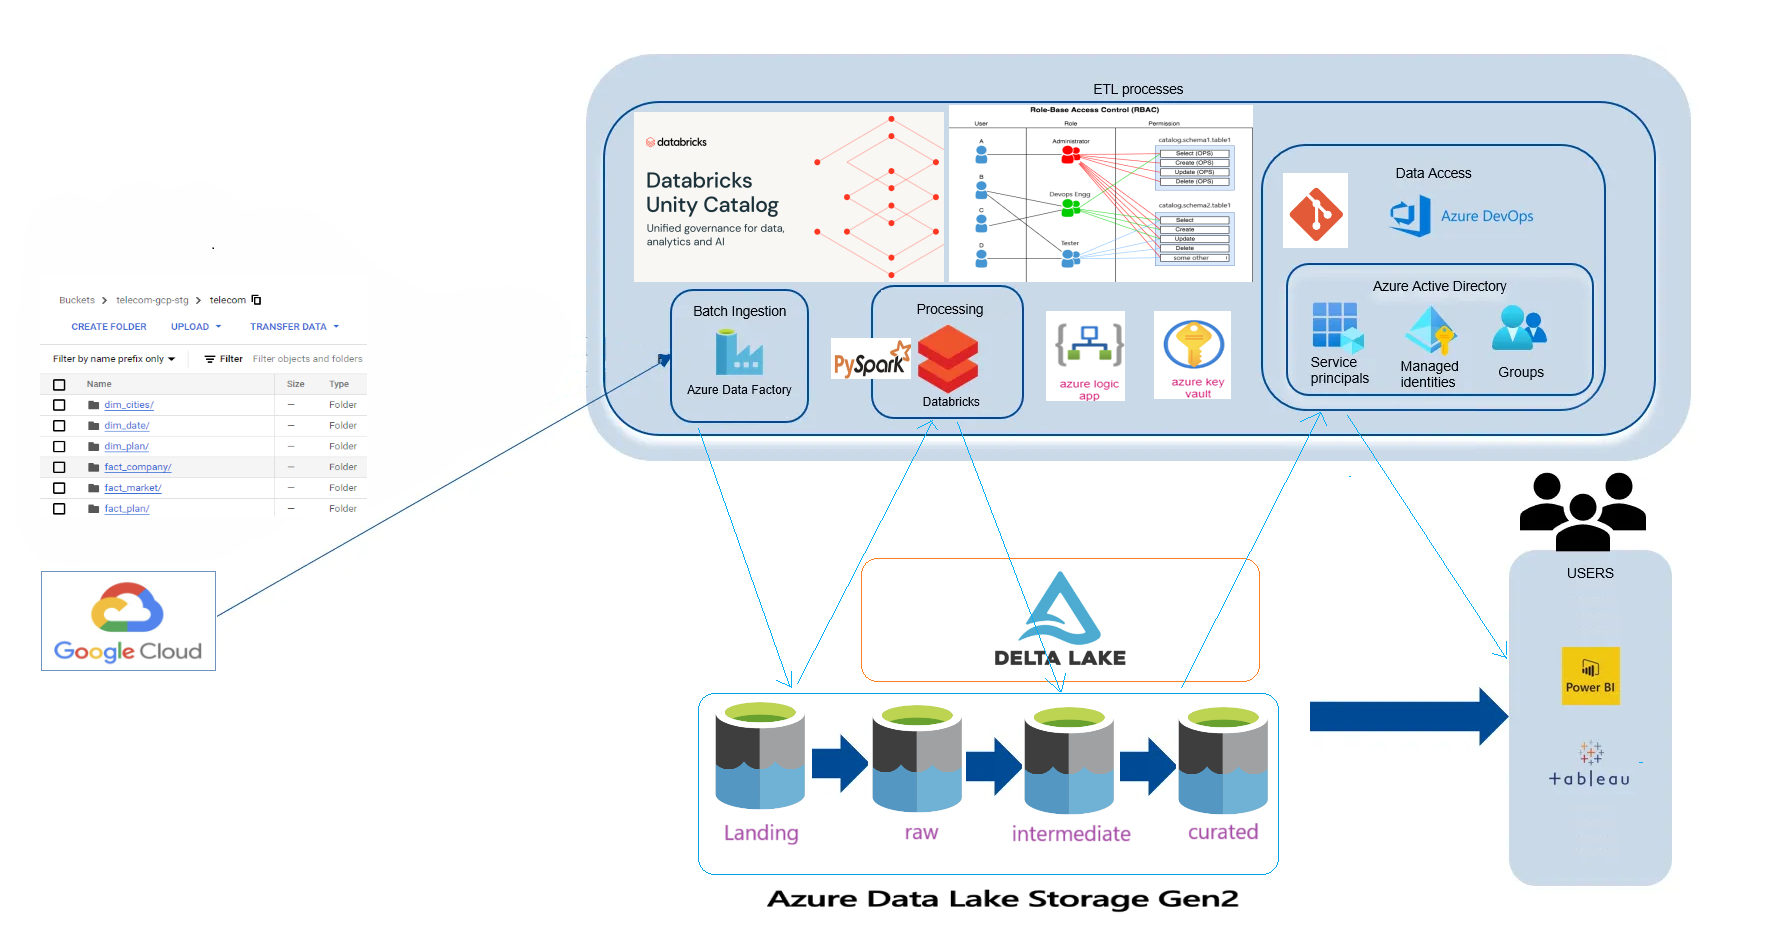 ETL processes
databricks
Databricks
Unity Catalog
Unified governance for data,
analytics and AI
Role-Base Access Control (RBAC)
User
Role
Permission
A
B
C
D
Administrator
Devops Engg
Tester
catalog.schema1.table1
Select (OPS)
Create (OPS)
Update (OPS)
Delete (OPS)
catalog.schema2.table1
Select
Create
Update
Delete
some other
Data Access
Azure DevOps
Azure Active Directory
Service
principals
Managed
identities
Groups
Batch Ingestion
Azure Data Factory
Processing
PySpark
Databricks
azure logic
app
azure key
vault
Buckets > telecom-gcp-stg > telecom
CREATE FOLDER UPLOAD TRANSFER DATA
Filter by name prefix only Filter Filter objects and folders
Name Size Type
dim_cities/ — Folder
dim_date/ — Folder
dim_plan/ — Folder
fact_company/ — Folder
fact_market/ — Folder
fact_plan/ — Folder
Google Cloud
DELTA LAKE
Landing
raw
intermediate
curated
Azure Data Lake Storage Gen2
USERS
Power BI
+ableau